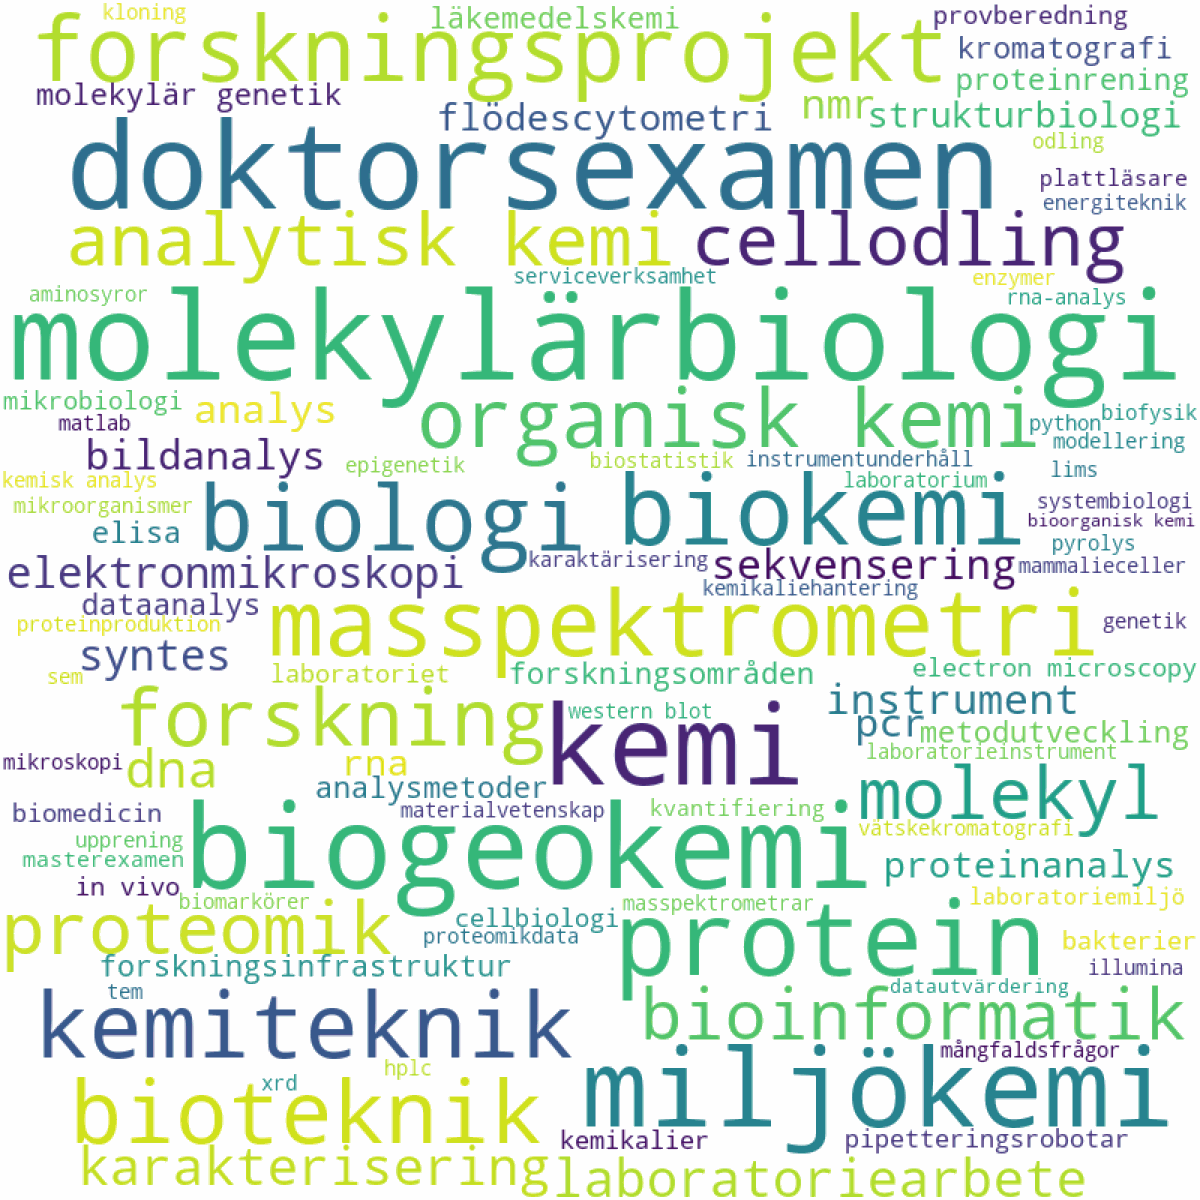 kloning
läkemedelskemi
provberedning
forskningsprojekt
kromatografi
molekylär genetik
proteinrening
nmr
strukturbiologi
flödescytometri
odling
doktorsexamen
plattläsare
energiteknik
analytisk kemi
cellodling
serviceverksamhet
enzymer
aminosyror
rna-analys
molekylärbiologi
mikrobiologi
analys
organisk kemi
biofysik
matlab
python
modellering
bildanalys
epigenetik
biostatistik
instrumentunderhåll
lims
kemisk analys
laboratorium
mikroorganismer
systembiologi
biologi
biokemi
bioorganisk kemi
elisa
pyrolys
elektronmikroskopi
karaktärisering
sekvensering
mammalieceller
kemikaliehantering
dataanalys
masspektrometri
proteinproduktion
genetik
syntes
sem
laboratoriet
forskningsområden
electron microscopy
forskning
western blot
instrument
kemi
pcr
metodutveckling
mikroskopi
dna
rna
laboratorieinstrument
analysmetoder
molekyl
biomedicin
materialvetenskap
kvantifiering
upprening
biogeokemi
vätskekromatografi
masterexamen
proteinanalys
in vivo
biomarkörer
masspektrometrar
laboratoriemiljö
proteomik
cellbiologi
protein
proteomikdata
bakterier
forskningsinfrastruktur
illumina
tem
datautvärdering
kemiteknik
bioinformatik
mångfaldsfrågor
hplc
xrd
miljökemi
bioteknik
kemikalier
pipetteringsrobotar
karakterisering
laboratoriearbete